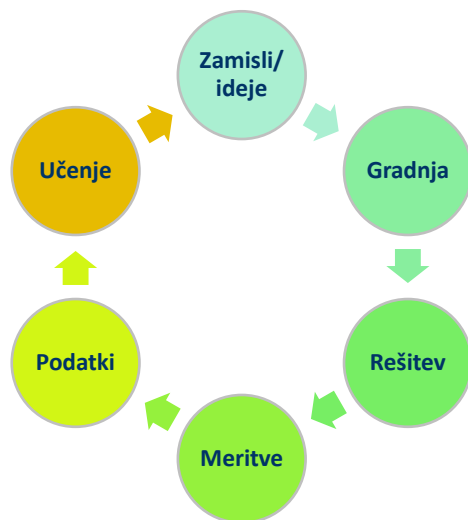 Zamisli/
ideje
Gradnja
Rešitev
Meritve
Podatki
Učenje